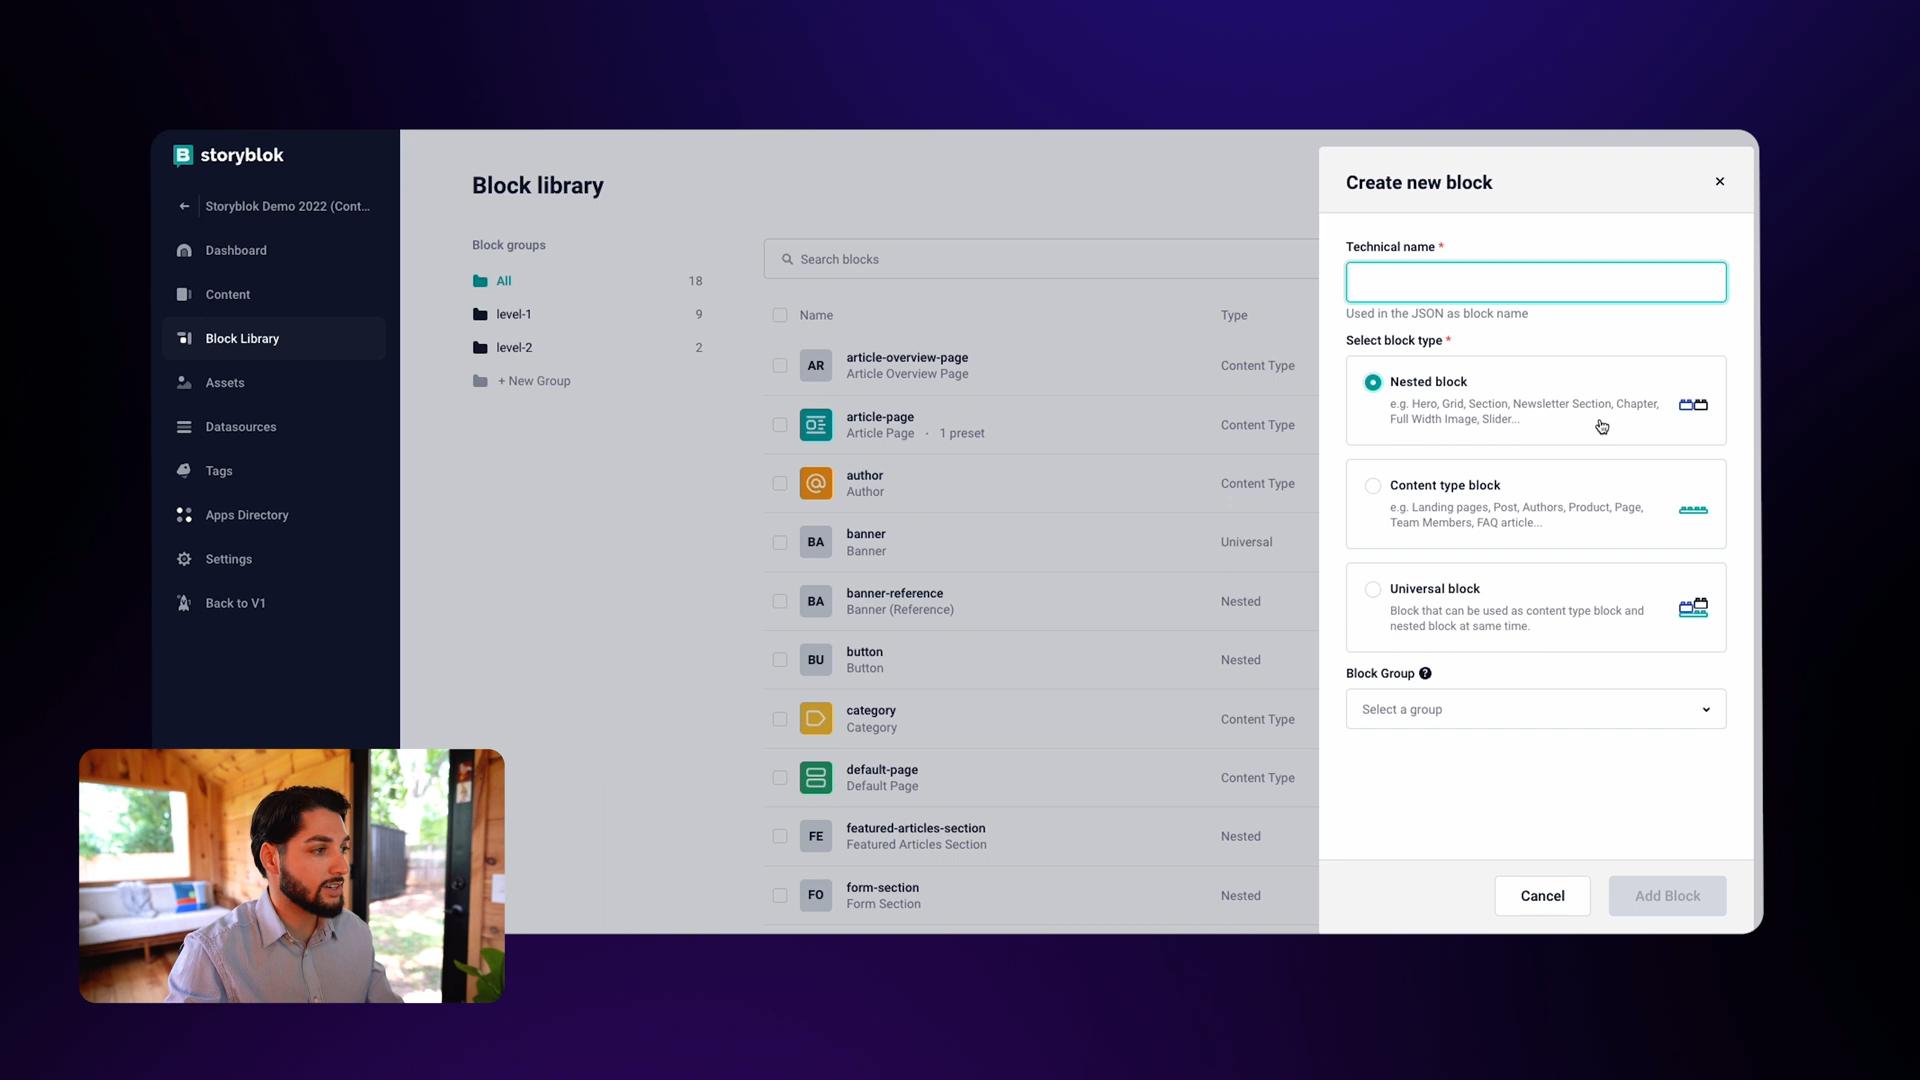 storyblok
Storyblok Demo 2022 (Cont...
Dashboard
Content
Block Library
Assets
Datasources
Tags
Apps Directory
Settings
Back to V1
Block library
Block groups
All 18
level-1 9
level-2 2
+ New Group
Search blocks
Name Type
AR article-overview-page Content Type
Article Overview Page
article-page Content Type
Article Page · 1 preset
author Content Type
Author
BA banner Universal
Banner
BA banner-reference Nested
Banner (Reference)
BU button Nested
Button
category Content Type
Category
default-page Content Type
Default Page
FE featured-articles-section Nested
Featured Articles Section
FO form-section Nested
Form Section
Create new block
Technical name *
Used in the JSON as block name
Select block type *
Nested block
e.g. Hero, Grid, Section, Newsletter Section, Chapter,
Full Width Image, Slider...
Content type block
e.g. Landing pages, Post, Authors, Product, Page,
Team Members, FAQ article...
Universal block
Block that can be used as content type block and
nested block at same time.
Block Group ?
Select a group
Cancel
Add Block